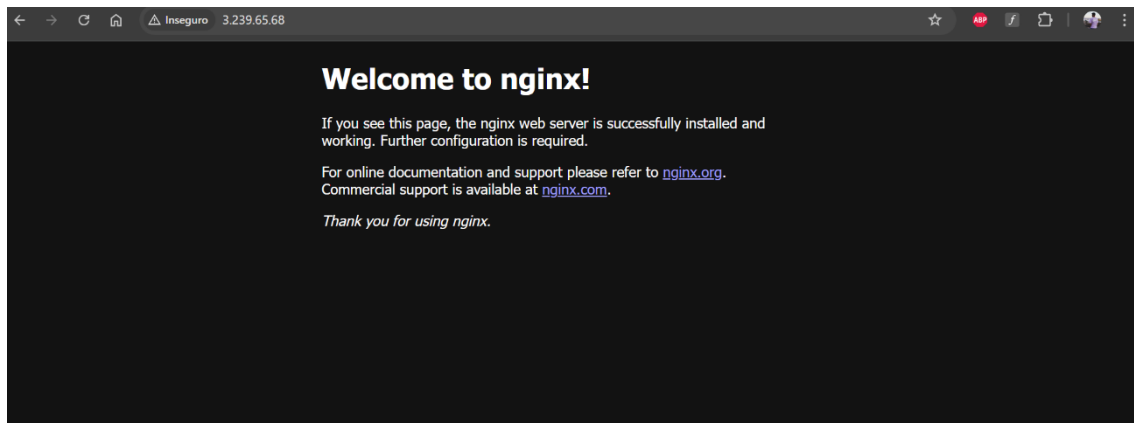 Inseguro 3.239.65.68
ABP
Welcome to nginx!
If you see this page, the nginx web server is successfully installed and
working. Further configuration is required.
For online documentation and support please refer to nginx.org.
Commercial support is available at nginx.com.
Thank you for using nginx.